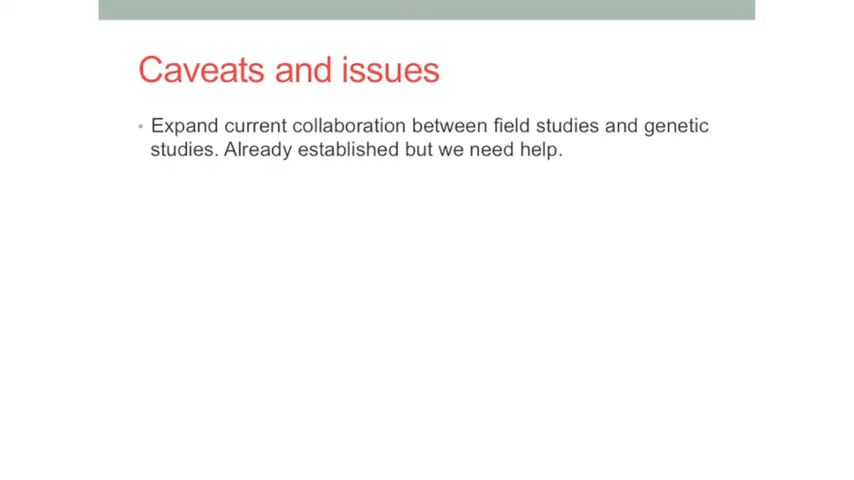 Caveats and issues
• Expand current collaboration between field studies and genetic
studies. Already established but we need help.